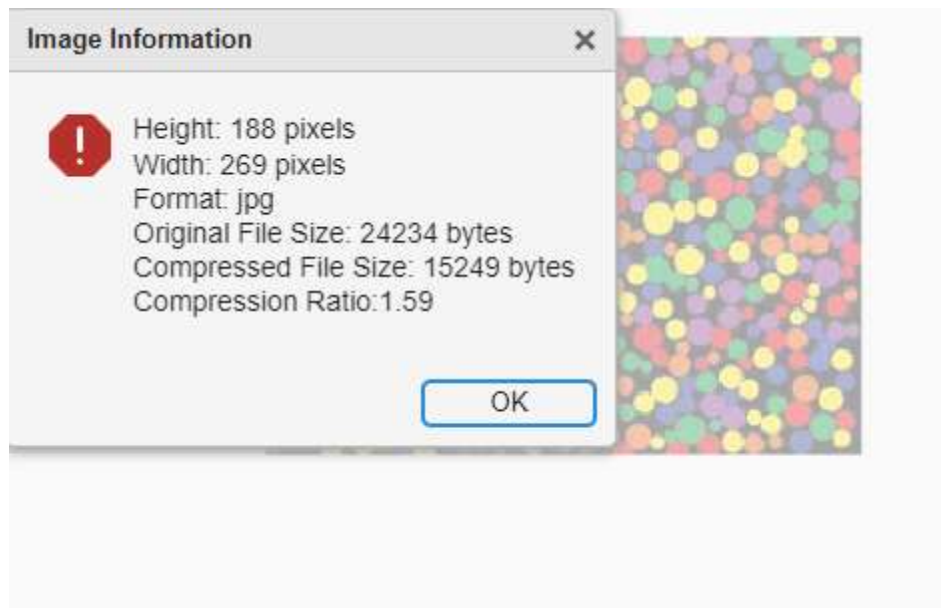 Image Information
Height: 188 pixels
Width: 269 pixels
Format: jpg
Original File Size: 24234 bytes
Compressed File Size: 15249 bytes
Compression Ratio:1.59
OK